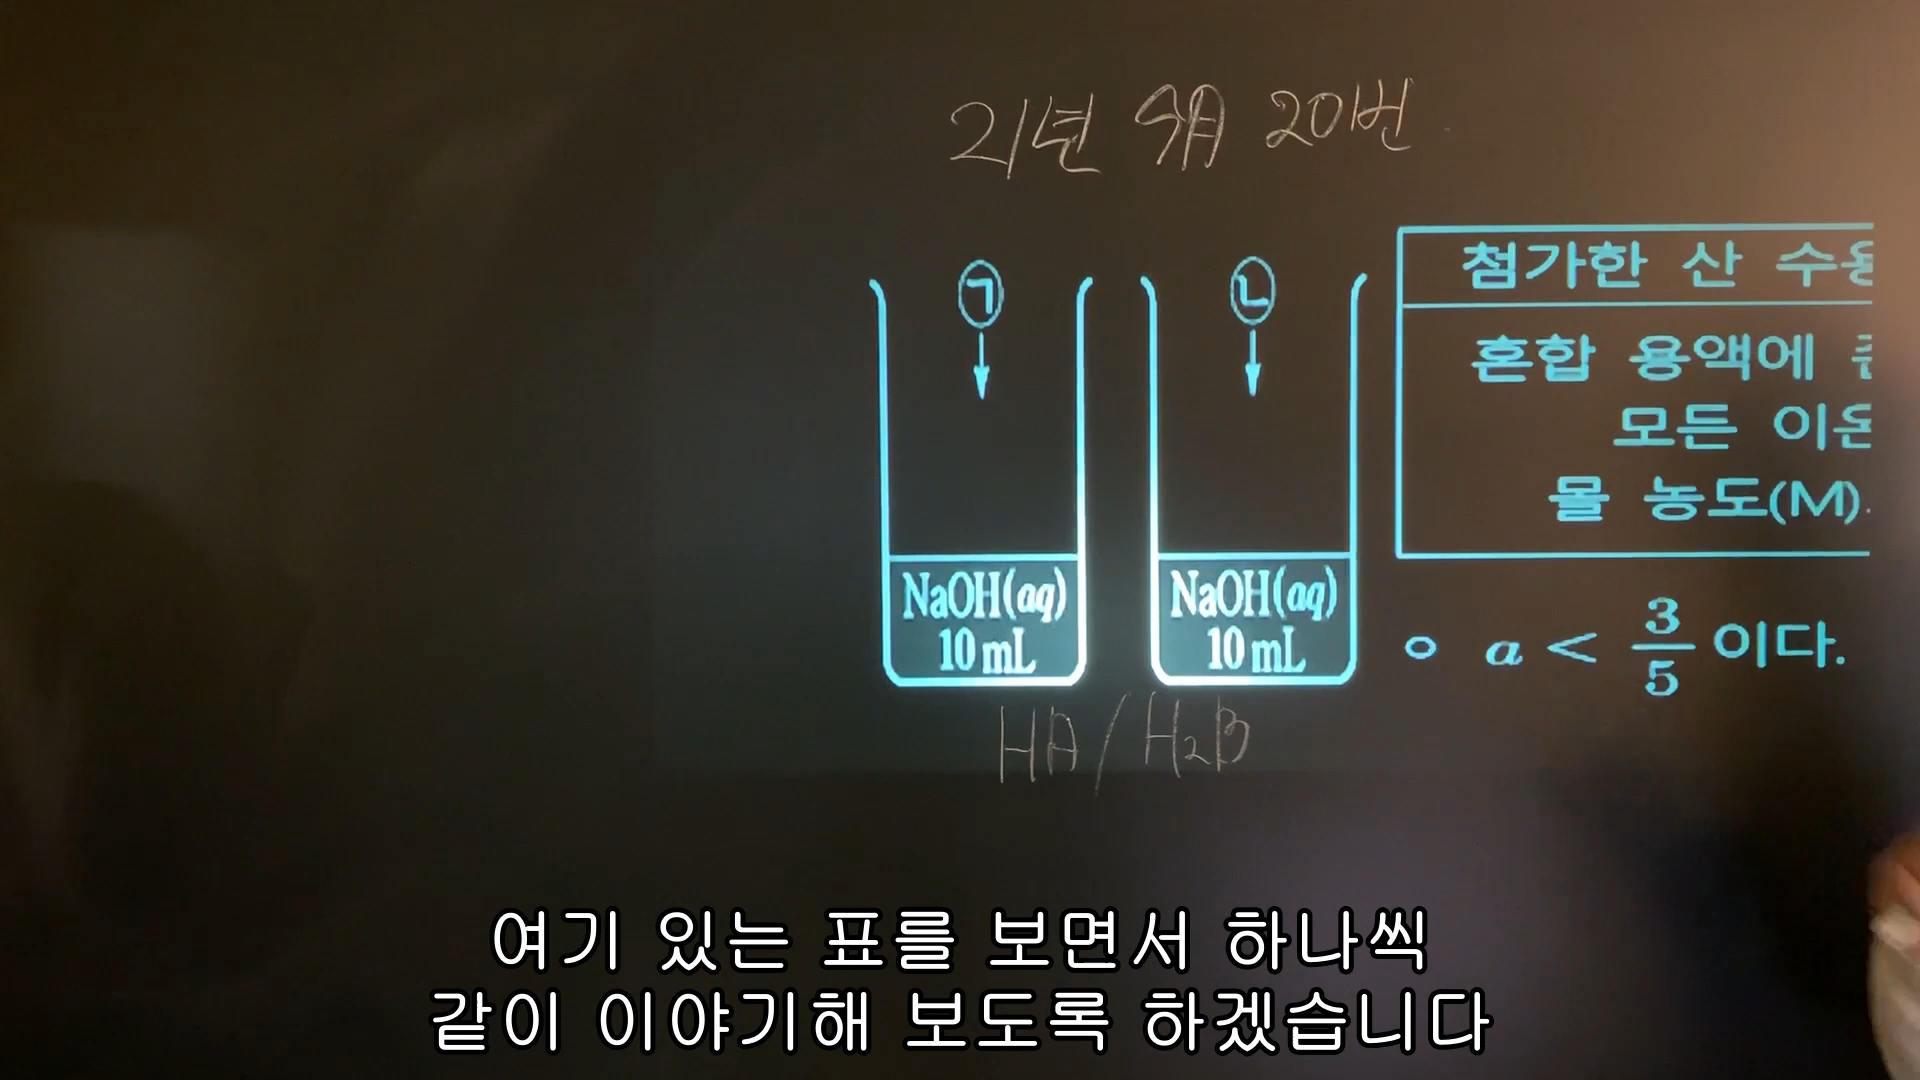 21년 9月 20번
㉠
㉡
NaOH(aq)
10 mL
NaOH(aq)
10 mL
첨가한 산
혼합 용액에
모든
몰 농도(M)
a < 3/5 이다.
HA / H₂B
여기 있는 표를 보면서 하나씩
같이 이야기해 보도록 하겠습니다